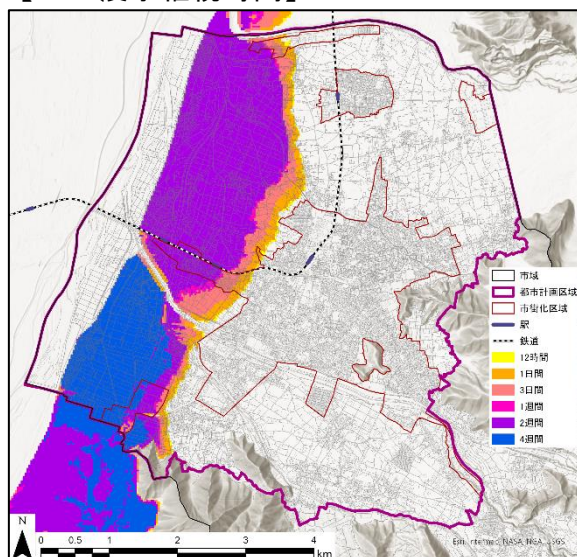 市域
都市計画区域
市街化区域
駅
鉄道
12時間
1日間
3日間
1週間
2週間
4週間
N
0 0.5 1 2 3 4
km
Esri, Intermap, NASA, NGA, USGS